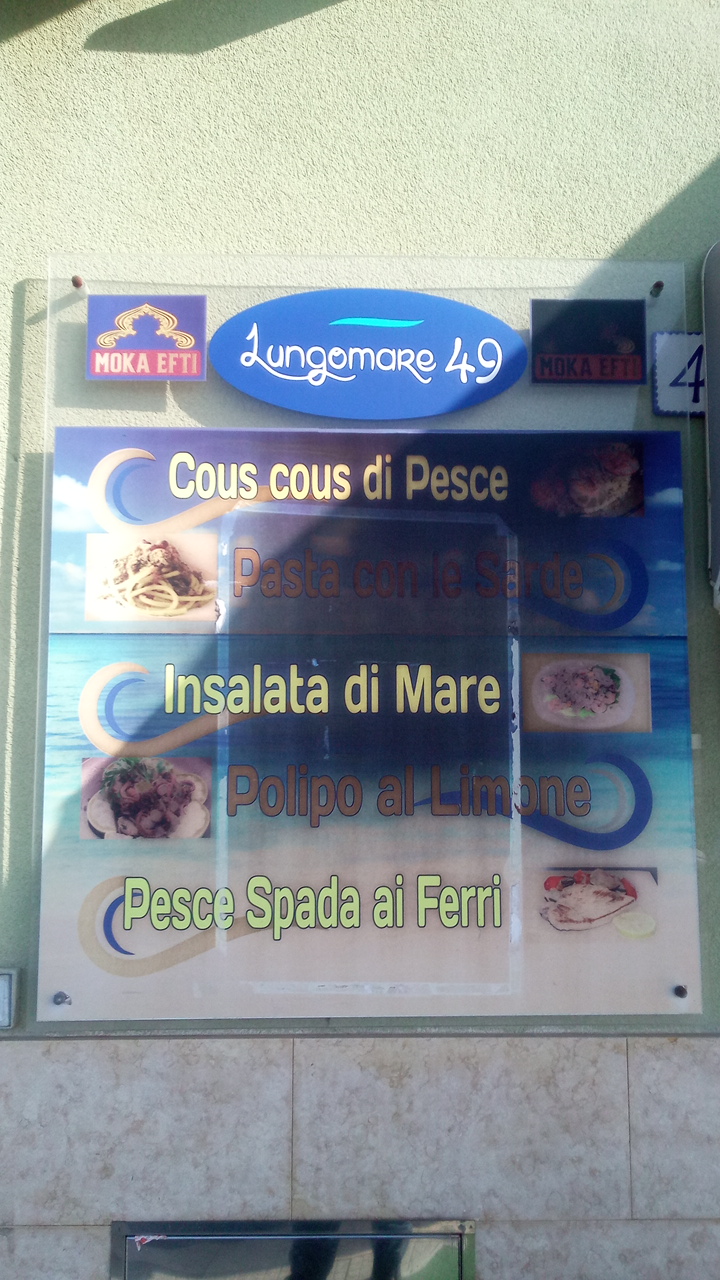 MOKA EFTI
Lungomare 49
MOKA EFTI
4
Cous cous di Pesce
Pasta con le Sarde
Insalata di Mare
Polipo al Limone
Pesce Spada ai Ferri